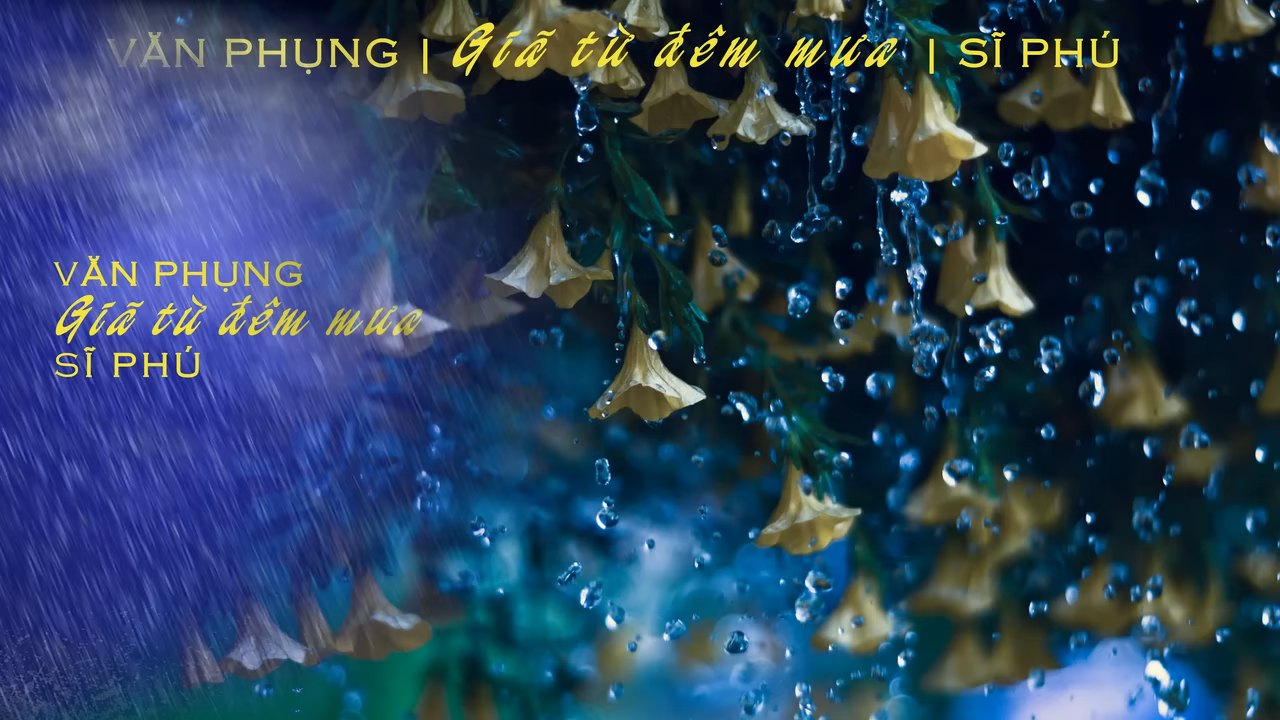 VĂN PHỤNG | Giã từ đêm mưa | SĨ PHÚ
VĂN PHỤNG
Giã từ đêm mưa
SĨ PHÚ